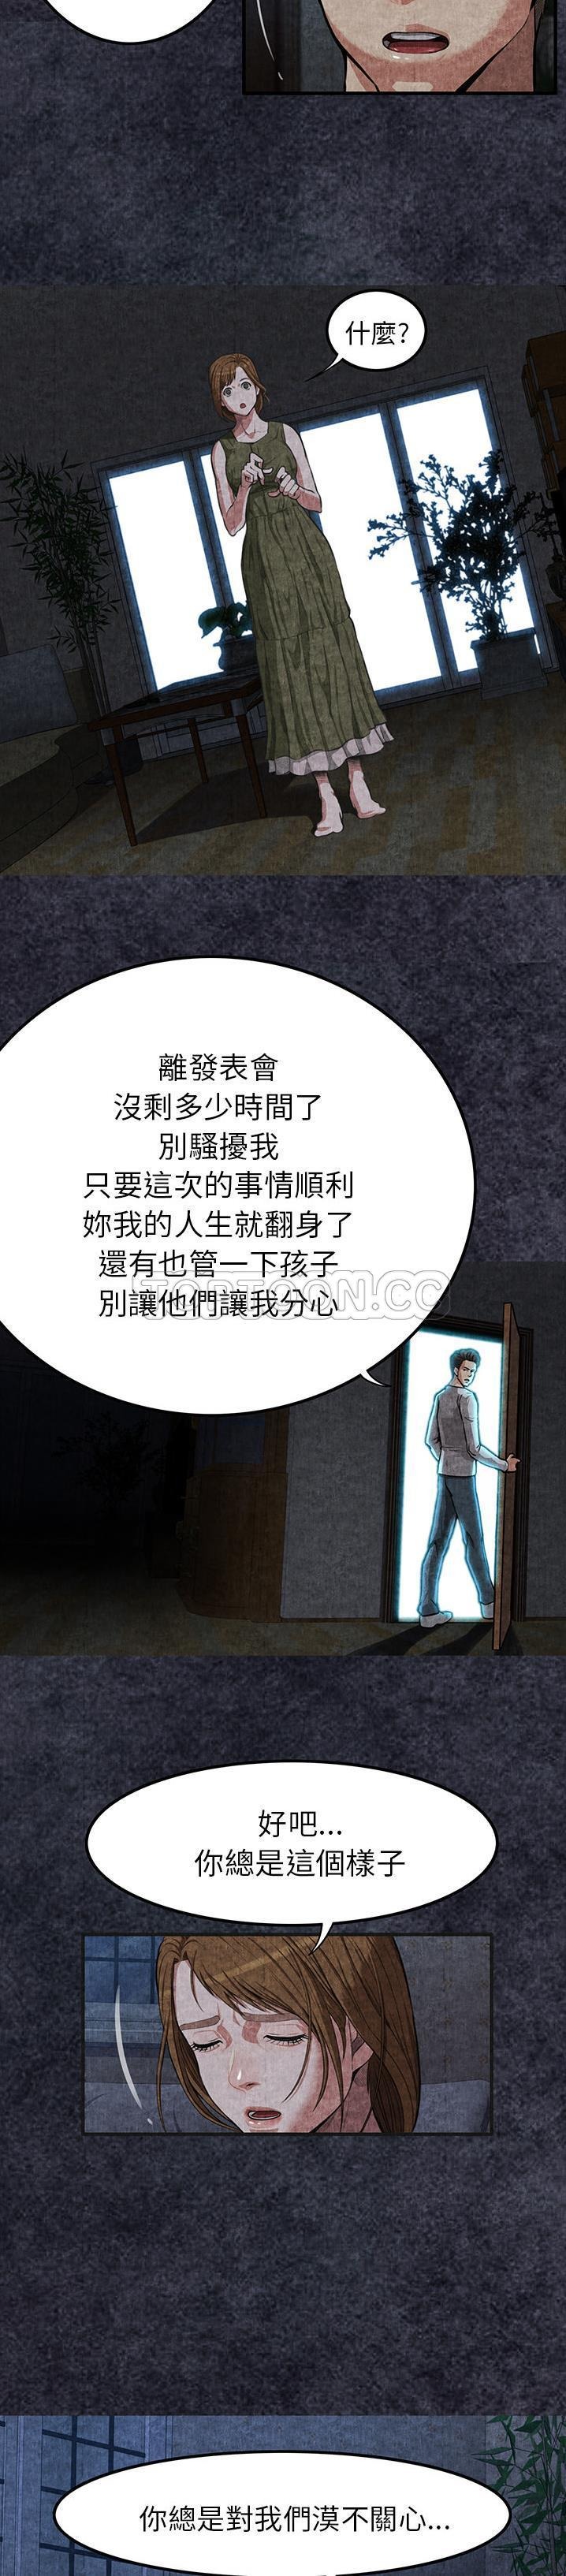 什麼?
離發表會
沒剩多少時間了
別騷擾我
只要這次的事情順利
妳我的人生就翻身了
還有也管一下孩子
TOPTOON.CC
別讓他們讓我分心
好吧...
你總是這個樣子
你總是對我們漠不關心...